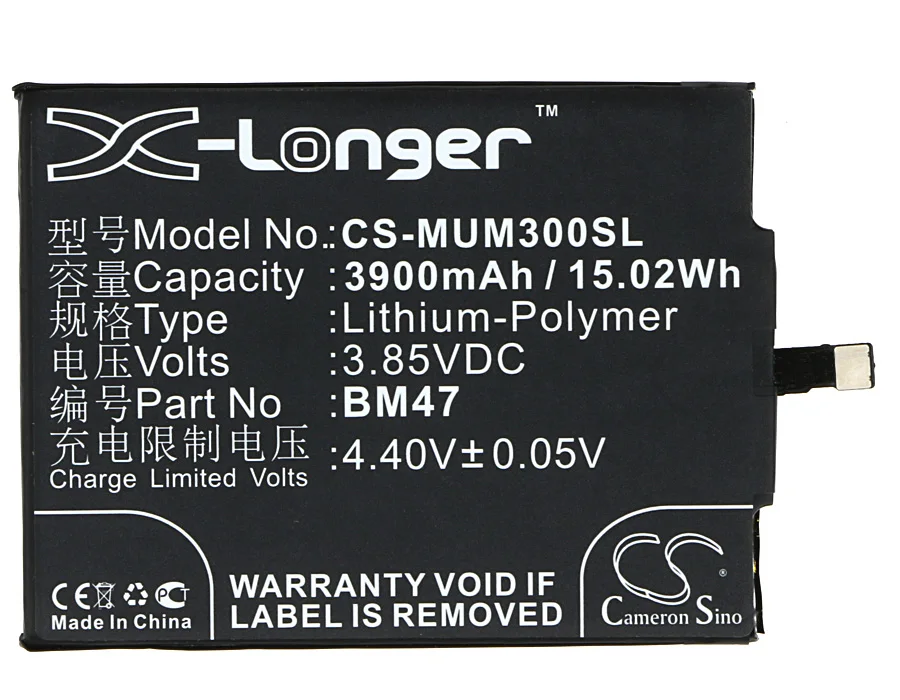 X-Longer™
型号Model No.:CS-MUM300SL
容量Capacity :3900mAh / 15.02Wh
规格Type :Lithium-Polymer
电压Volts :3.85VDC
编号Part No :BM47
充电限制电压
Charge Limited Volts :4.40V±0.05V
CE PCT
Made In China
WARRANTY VOID IF
LABEL IS REMOVED
CS ®
Cameron Sino